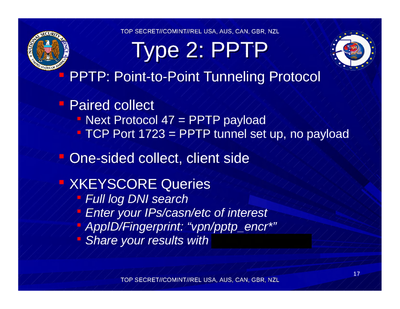 TOP SECRET//COMINT//REL USA, AUS, CAN, GBR, NZL
Type 2: PPTP
PPTP: Point-to-Point Tunneling Protocol
Paired collect
Next Protocol 47 = PPTP payload
TCP Port 1723 = PPTP tunnel set up, no payload
One-sided collect, client side
XKEYSCORE Queries
Full log DNI search
Enter your IPs/casn/etc of interest
AppID/Fingerprint: “vpn/pptp_encr*”
Share your results with
17
TOP SECRET//COMINT//REL USA, AUS, CAN, GBR, NZL